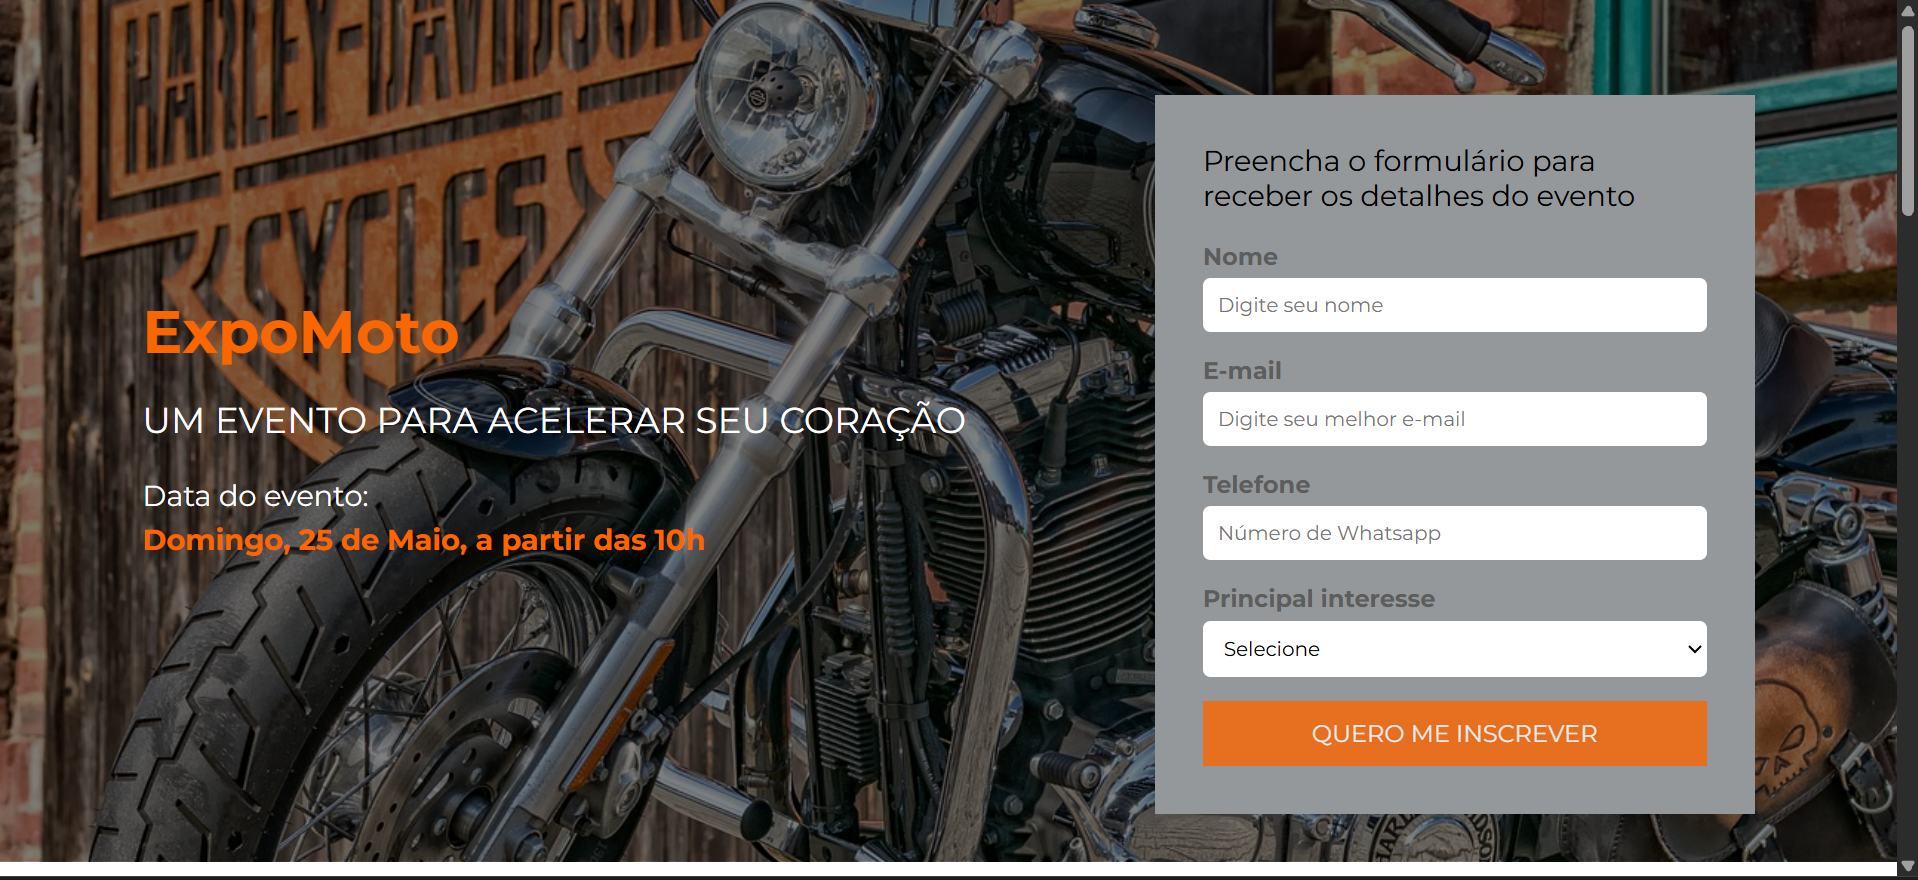 HARLEY-DAVIDSON
CYCLES
ExpoMoto
UM EVENTO PARA ACELERAR SEU CORAÇÃO
Data do evento:
Domingo, 25 de Maio, a partir das 10h
Preencha o formulário para
receber os detalhes do evento
Nome
Digite seu nome
E-mail
Digite seu melhor e-mail
Telefone
Número de Whatsapp
Principal interesse
Selecione
QUERO ME INSCREVER